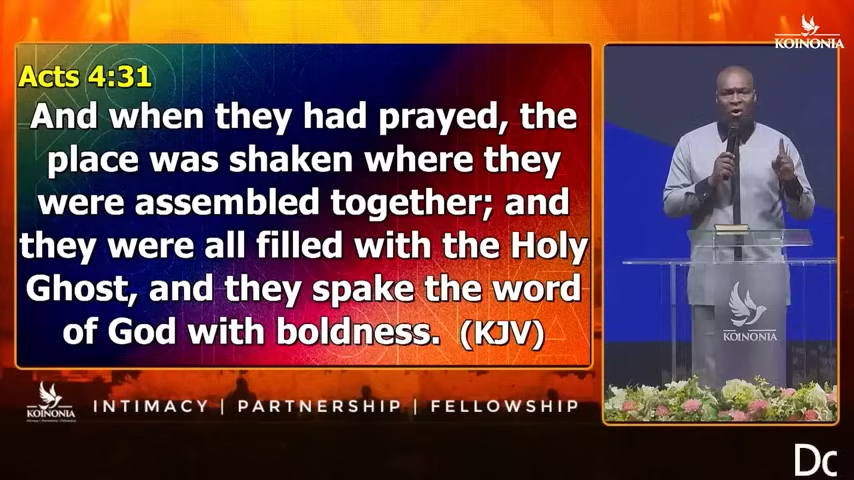 KOINONIA
Acts 4:31
And when they had prayed, the
place was shaken where they
were assembled together; and
they were all filled with the Holy
Ghost, and they spake the word
of God with boldness. (KJV)
KOINONIA
KOINONIA
INTIMACY | PARTNERSHIP | FELLOWSHIP
Dc